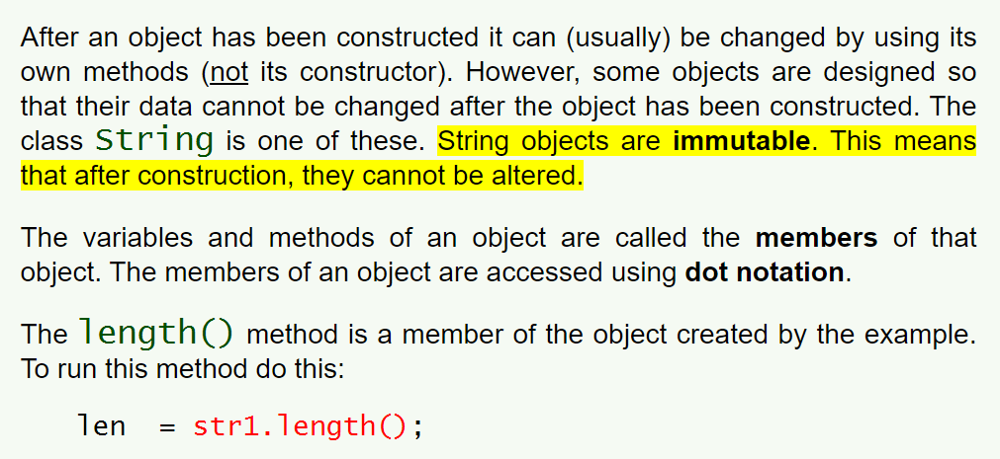 After an object has been constructed it can (usually) be changed by using its
own methods (not its constructor). However, some objects are designed so
that their data cannot be changed after the object has been constructed. The
class String is one of these. String objects are immutable. This means
that after construction, they cannot be altered.
The variables and methods of an object are called the members of that
object. The members of an object are accessed using dot notation.
The length() method is a member of the object created by the example.
To run this method do this:
len = str1.length();